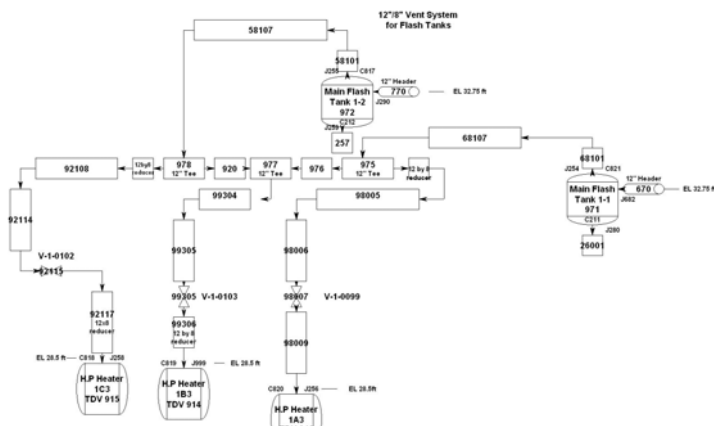 12"/8" Vent System
for Flash Tanks
58107
58101
J255
C817
12" Header
Main Flash
Tank 1-2
972
770
J290
EL 32.75 ft
C212
J259
257
68107
68101
J254
C821
12" Header
Main Flash
Tank 1-1
971
670
J682
EL 32.75 ft
C211
J280
26001
92108
12by8
reducer
978
12" Tee
920
977
12" Tee
976
975
12" Tee
12 by 8
reducer
99304
98005
92114
99305
98006
V-1-0102
92115
99305
V-1-0103
98007
V-1-0099
92117
12x8
reducer
99306
12 by 8
reducer
98009
EL 28.5 ft
C818
J258
C819
J999
EL 28.5 ft
H.P Heater
1C3
TDV 915
H.P Heater
1B3
TDV 914
C820
J256
EL 28.5ft
H.P Heater
1A3